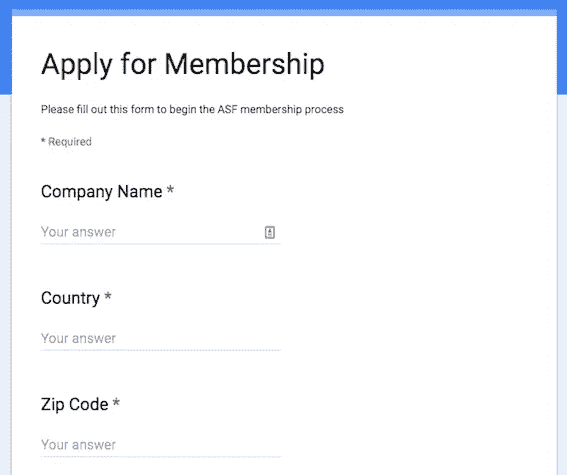 Apply for Membership
Please fill out this form to begin the ASF membership process
* Required
Company Name *
Your answer
Country *
Your answer
Zip Code *
Your answer